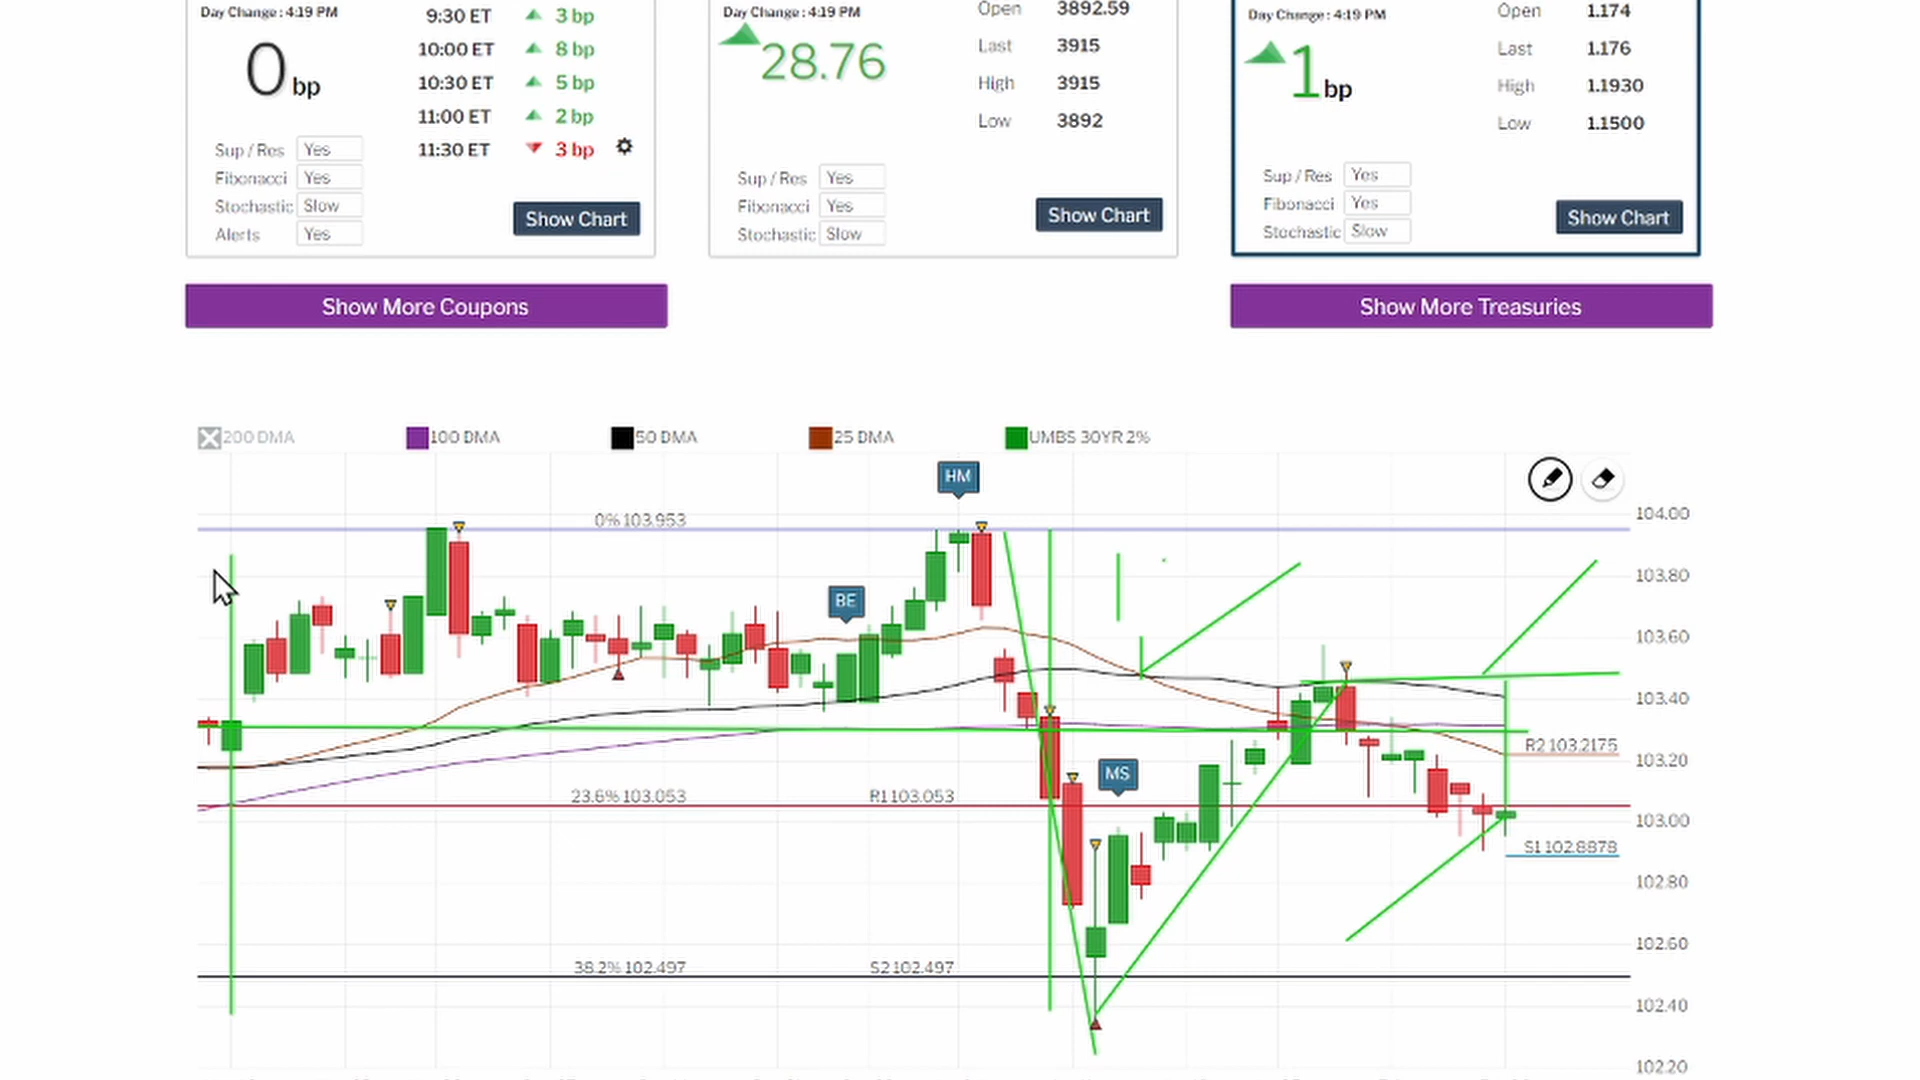 Day Change : 4:19 PM
0 bp
9:30 ET 3 bp
10:00 ET 8 bp
10:30 ET 5 bp
11:00 ET 2 bp
11:30 ET 3 bp
Sup / Res Yes
Fibonacci Yes
Stochastic Slow
Alerts Yes
Show Chart
Day Change : 4:19 PM
28.76
Open 3892.59
Last 3915
High 3915
Low 3892
Sup / Res Yes
Fibonacci Yes
Stochastic Slow
Show Chart
Day Change : 4:19 PM
1 bp
Open 1.174
Last 1.176
High 1.1930
Low 1.1500
Sup / Res Yes
Fibonacci Yes
Stochastic Slow
Show Chart
Show More Coupons
Show More Treasuries
200 DMA 100 DMA 50 DMA 25 DMA UMBS 30YR 2%
HM
BE
MS
0% 103.953
23.6% 103.053
R1 103.053
38.2% 102.497
S2 102.497
R2 103.2175
S1 102.8878
104.00
103.80
103.60
103.40
103.20
103.00
102.80
102.60
102.40
102.20